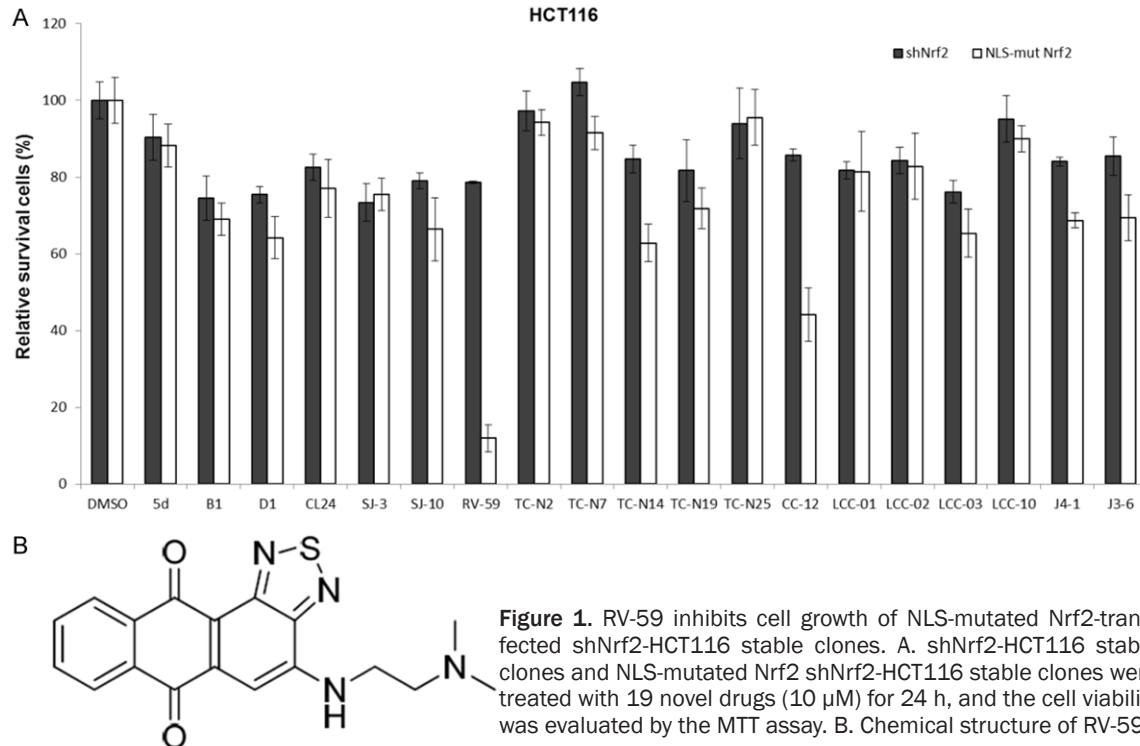 A
HCT116
120
100
80
60
40
20
0
Relative survival cells (%)
shNrf2 NLS-mut Nrf2
DMSO 5d B1 D1 CL24 SJ-3 SJ-10 RV-59 TC-N2 TC-N7 TC-N14 TC-N19 TC-N25 CC-12 LCC-01 LCC-02 LCC-03 LCC-10 J4-1 J3-6
B
O
N S
N
N
N
H
O
Figure 1. RV-59 inhibits cell growth of NLS-mutated Nrf2-tran
fected shNrf2-HCT116 stable clones. A. shNrf2-HCT116 stab
clones and NLS-mutated Nrf2 shNrf2-HCT116 stable clones wer
treated with 19 novel drugs (10 μM) for 24 h, and the cell viabili
was evaluated by the MTT assay. B. Chemical structure of RV-59